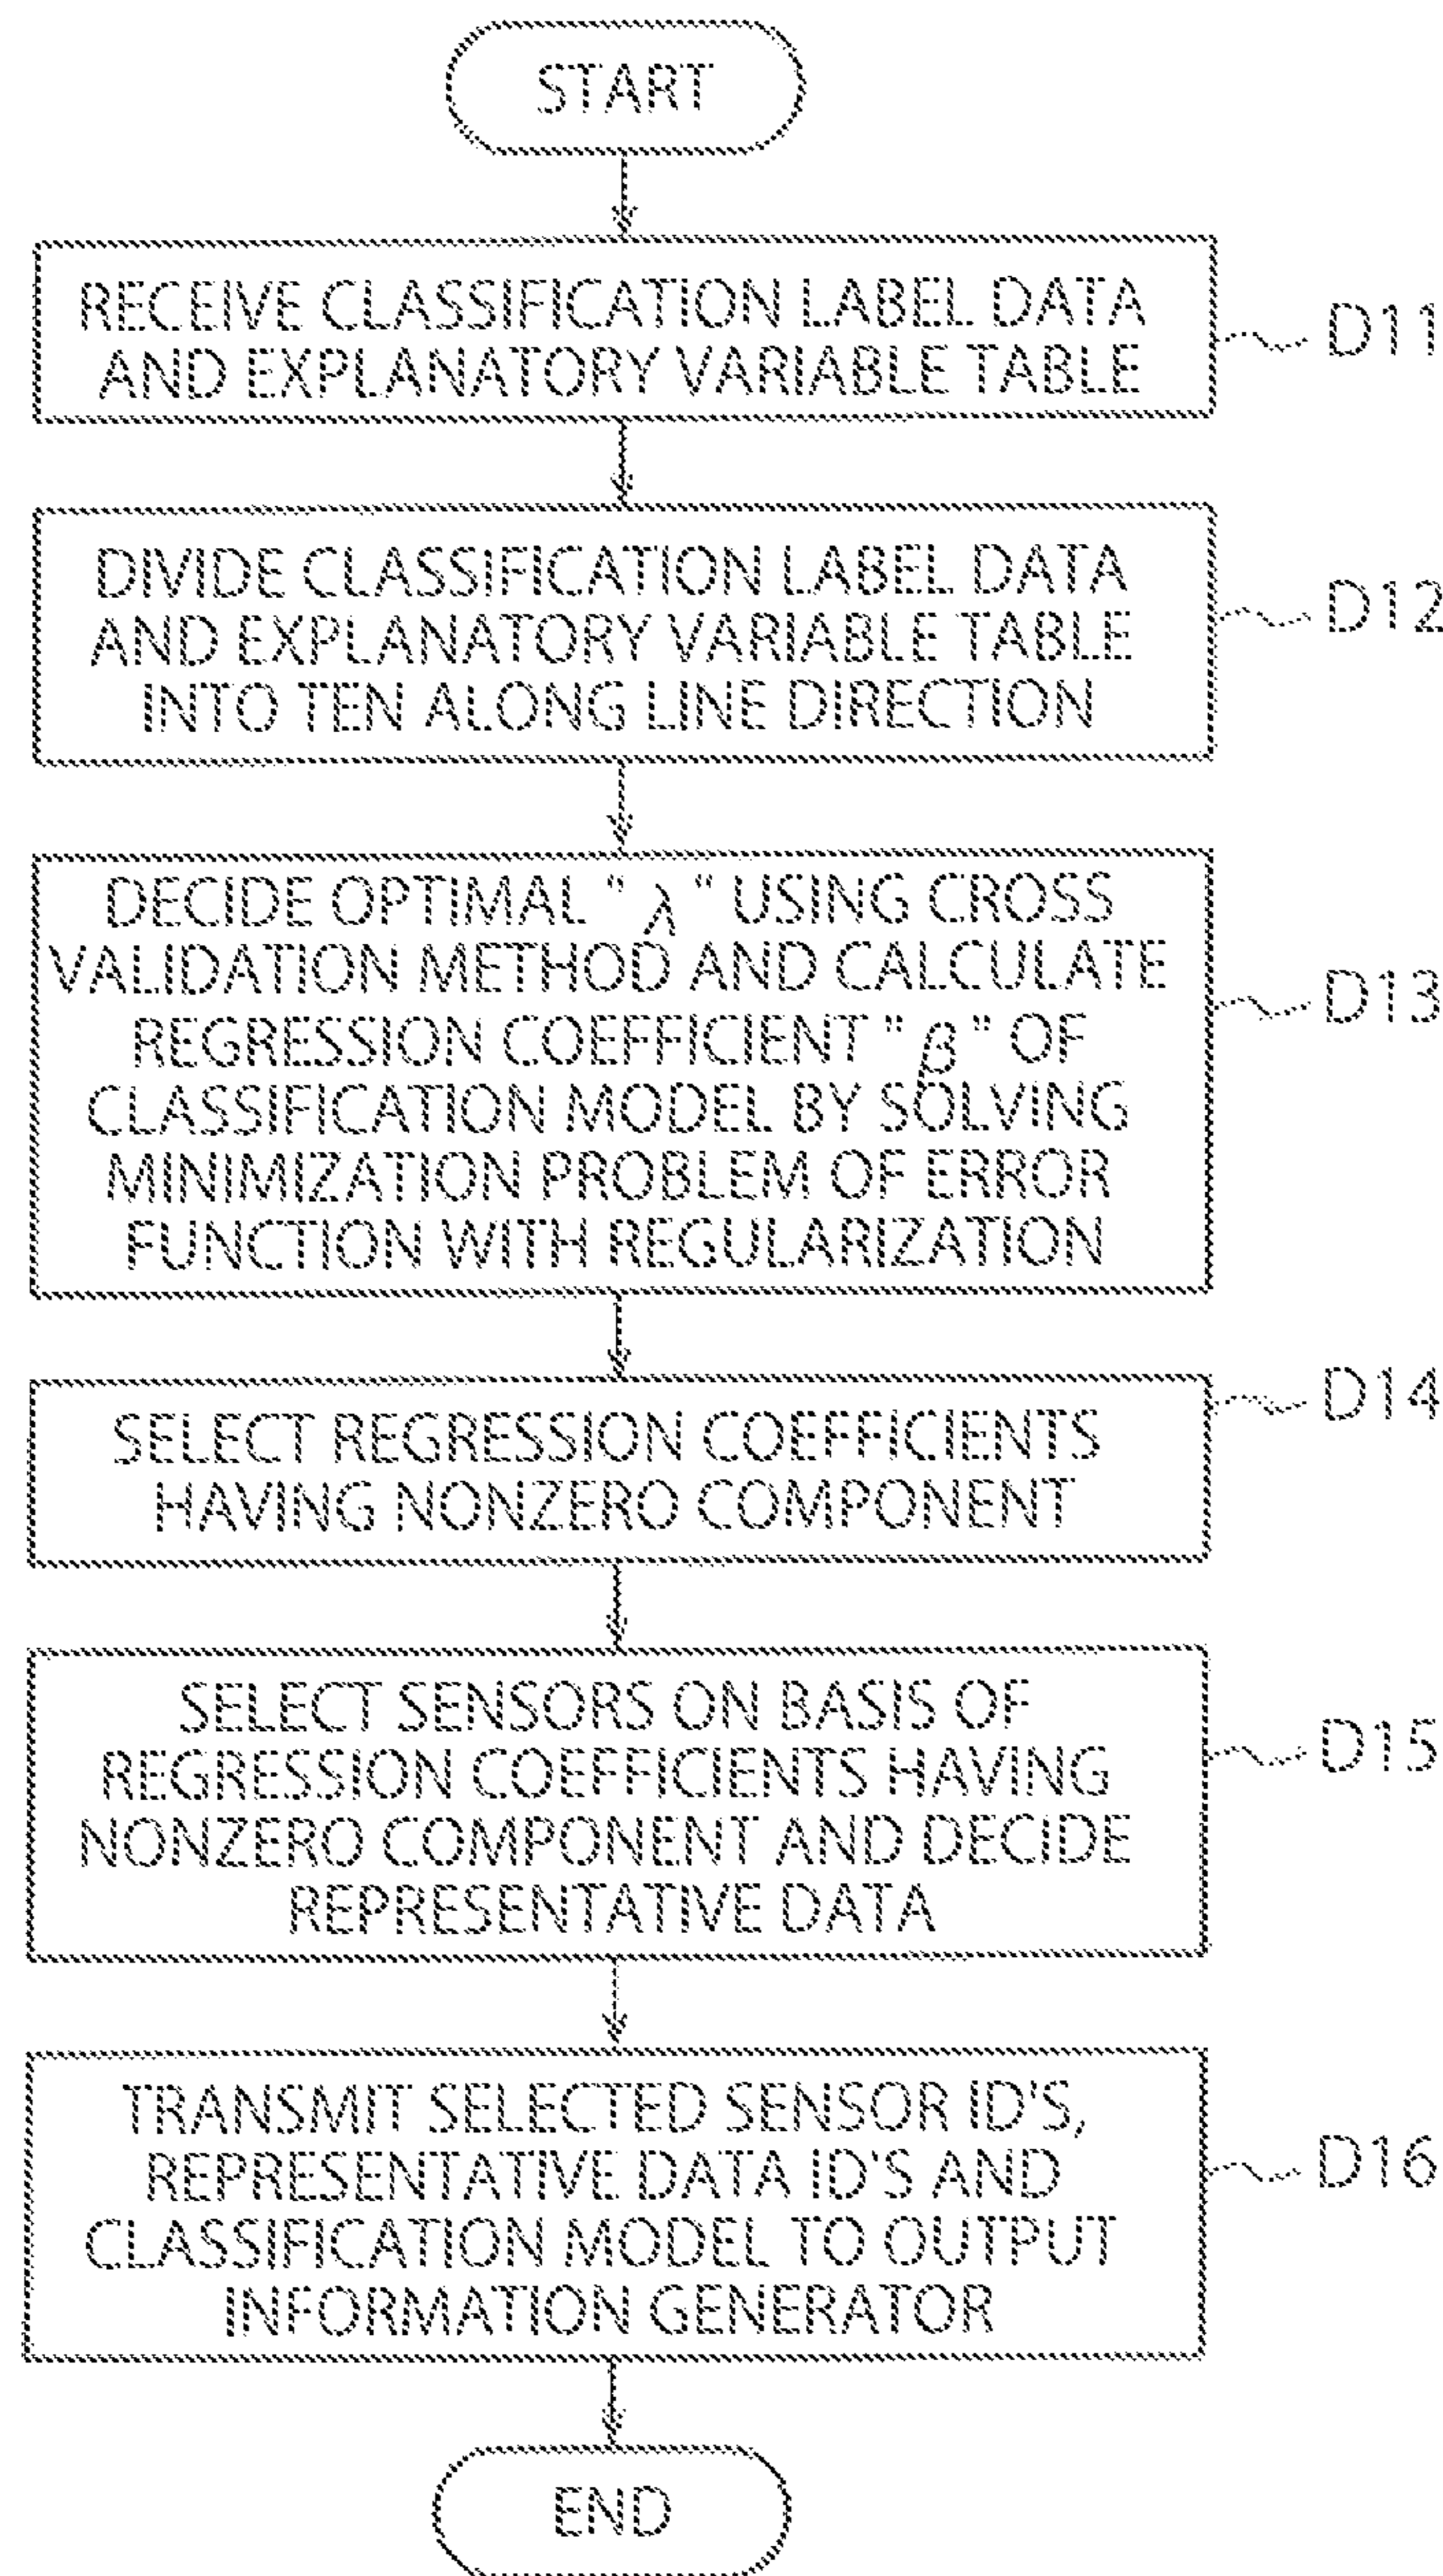 START
RECEIVE CLASSIFICATION LABEL DATA
AND EXPLANATORY VARIABLE TABLE
D11
DIVIDE CLASSIFICATION LABEL DATA
AND EXPLANATORY VARIABLE TABLE
INTO TEN ALONG LINE DIRECTION
D12
DECIDE OPTIMAL "λ" USING CROSS
VALIDATION METHOD AND CALCULATE
REGRESSION COEFFICIENT "β" OF
CLASSIFICATION MODEL BY SOLVING
MINIMIZATION PROBLEM OF ERROR
FUNCTION WITH REGULARIZATION
D13
SELECT REGRESSION COEFFICIENTS
HAVING NONZERO COMPONENT
D14
SELECT SENSORS ON BASIS OF
REGRESSION COEFFICIENTS HAVING
NONZERO COMPONENT AND DECIDE
REPRESENTATIVE DATA
D15
TRANSMIT SELECTED SENSOR ID'S,
REPRESENTATIVE DATA ID'S AND
CLASSIFICATION MODEL TO OUTPUT
INFORMATION GENERATOR
D16
END